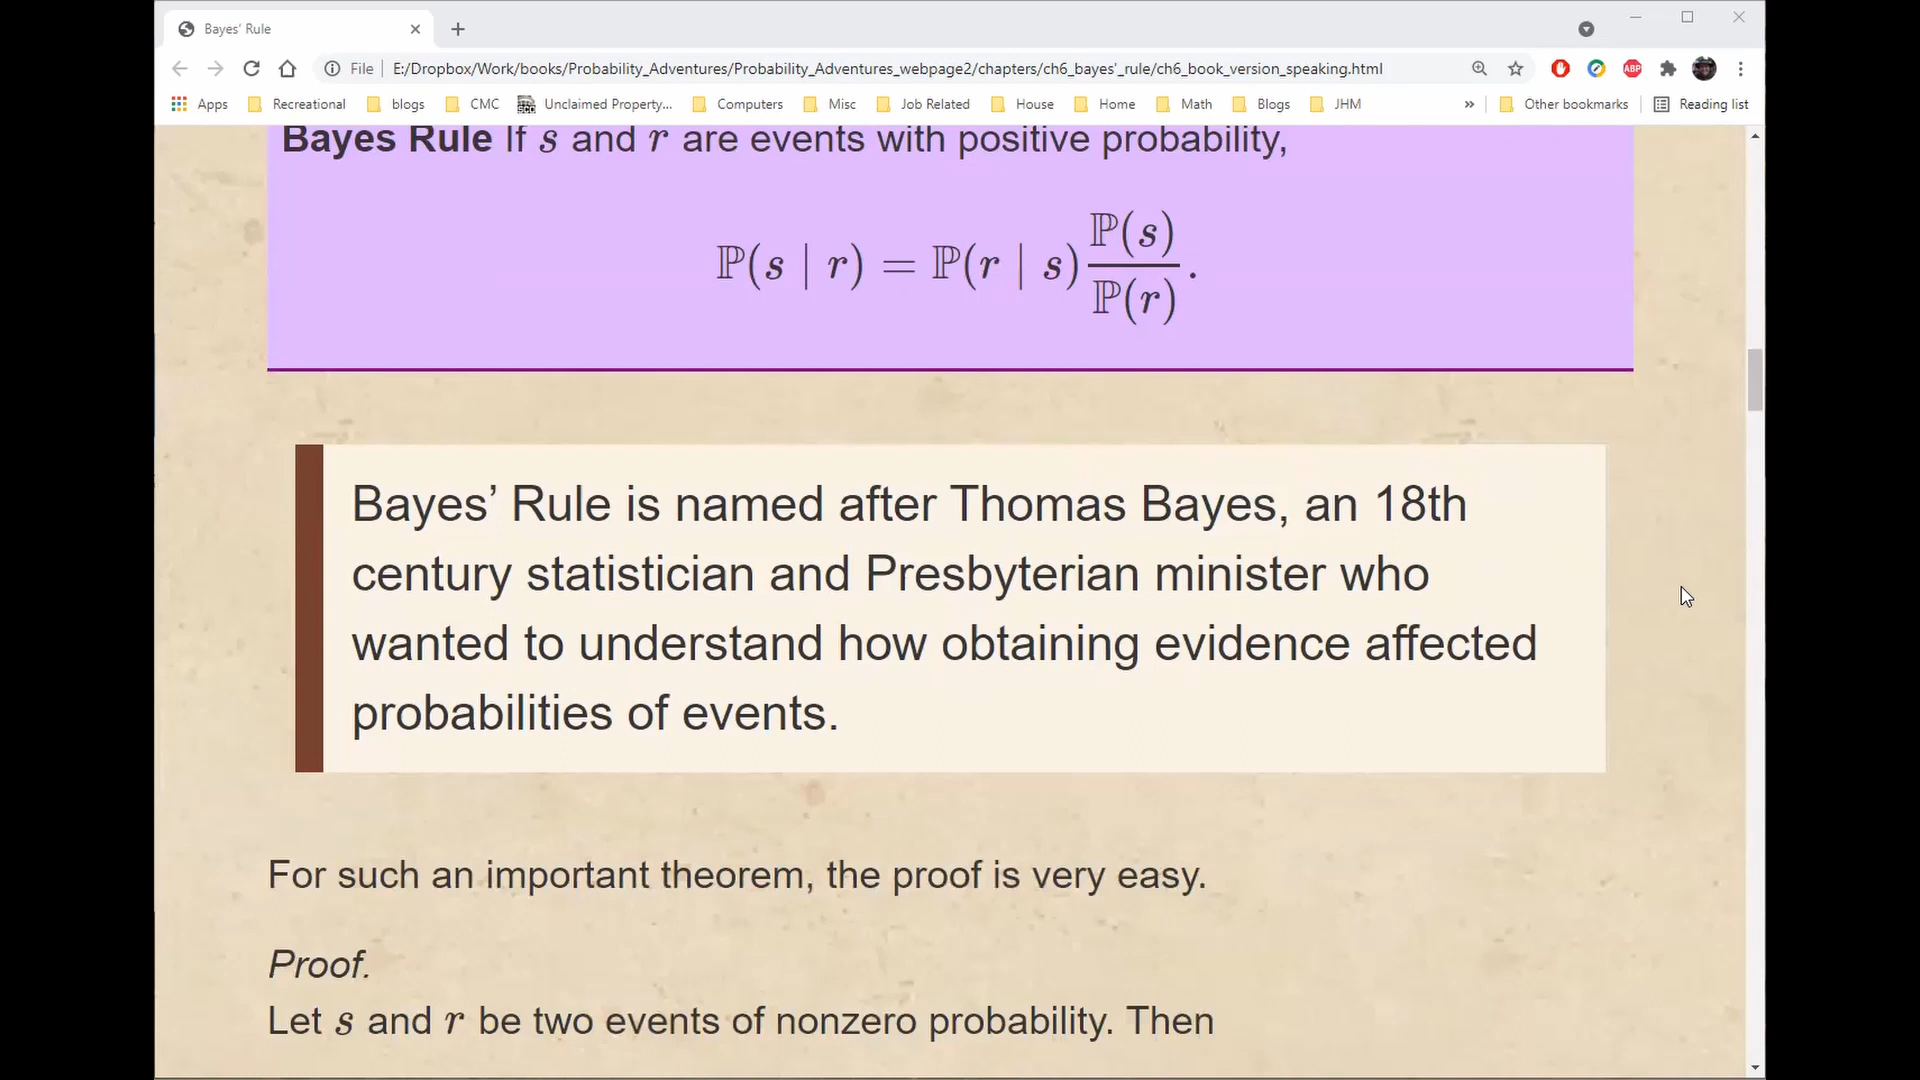 Bayes' Rule
File E:/Dropbox/Work/books/Probability_Adventures/Probability_Adventures_webpage2/chapters/ch6_bayes'_rule/ch6_book_version_speaking.html ABP
Apps Recreational blogs CMC Unclaimed Property... Computers Misc Job Related House Home Math Blogs JHM » Other bookmarks Reading list
Bayes Rule If s and r are events with positive probability,
ℙ(s | r) = ℙ(r | s) ℙ(s)/ℙ(r).
Bayes’ Rule is named after Thomas Bayes, an 18th
century statistician and Presbyterian minister who
wanted to understand how obtaining evidence affected
probabilities of events.
For such an important theorem, the proof is very easy.
Proof.
Let s and r be two events of nonzero probability. Then